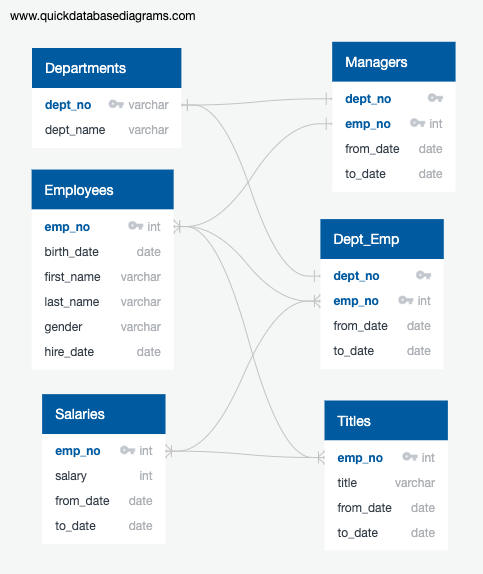 www.quickdatabasediagrams.com
Departments
dept_no varchar
dept_name varchar
Managers
dept_no
emp_no int
from_date date
to_date date
Employees
emp_no int
birth_date date
first_name varchar
last_name varchar
gender varchar
hire_date date
Dept_Emp
dept_no
emp_no int
from_date date
to_date date
Salaries
emp_no int
salary int
from_date date
to_date date
Titles
emp_no int
title varchar
from_date date
to_date date